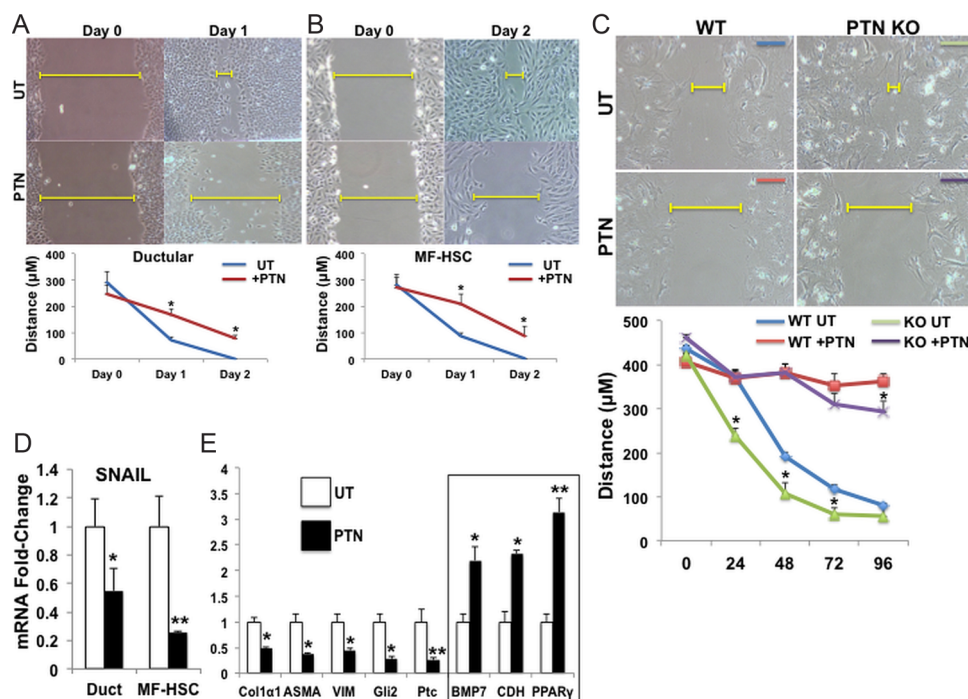 A
Day 0 Day 1
UT
PTN
Distance (µM)
400
300
200
100
0
Ductular
UT
+PTN
*
*
Day 0 Day 1 Day 2
B
Day 0 Day 2
Distance (µM)
400
300
200
100
0
MF-HSC
UT
+PTN
*
*
Day 0 Day 1 Day 2
C
WT PTN KO
UT
PTN
WT UT KO UT
WT +PTN KO +PTN
Distance (µM)
500
400
300
200
100
0
*
*
*
*
0 24 48 72 96
D
SNAIL
mRNA Fold-Change
1.4
1.2
1
0.8
0.6
0.4
0.2
0
*
**
Duct MF-HSC
E
4
3.5
3
2.5
2
1.5
1
0.5
0
UT
PTN
* * * * ** * * **
Col1α1 ASMA VIM Gli2 Ptc BMP7 CDH PPARγ